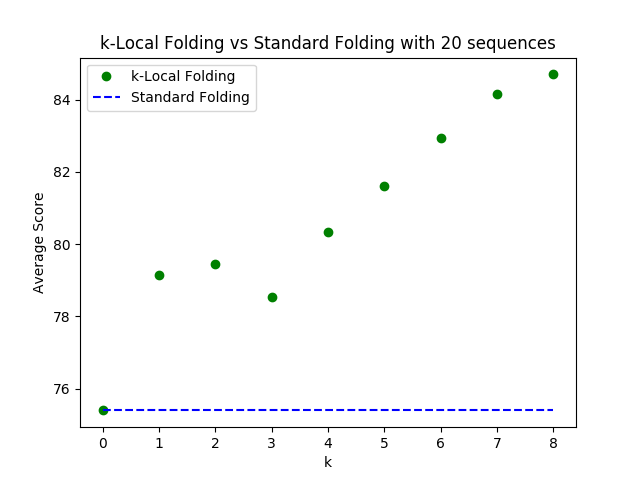 k-Local Folding vs Standard Folding with 20 sequences
k-Local Folding
Standard Folding
84
82
80
78
76
Average Score
0 1 2 3 4 5 6 7 8
k